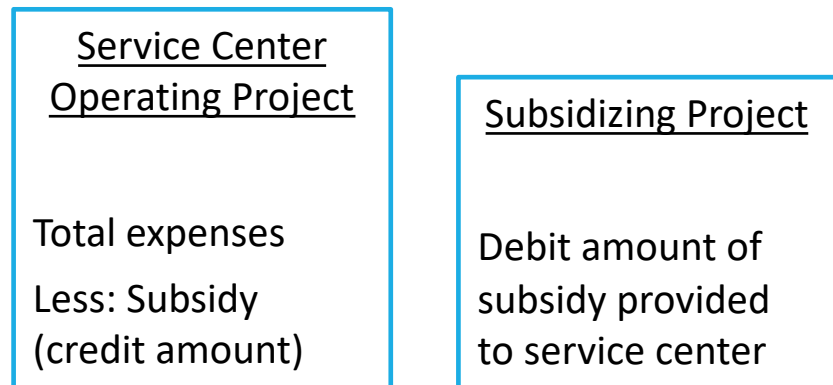 Service Center
Operating Project
Total expenses
Less: Subsidy
(credit amount)
Subsidizing Project
Debit amount of
subsidy provided
to service center